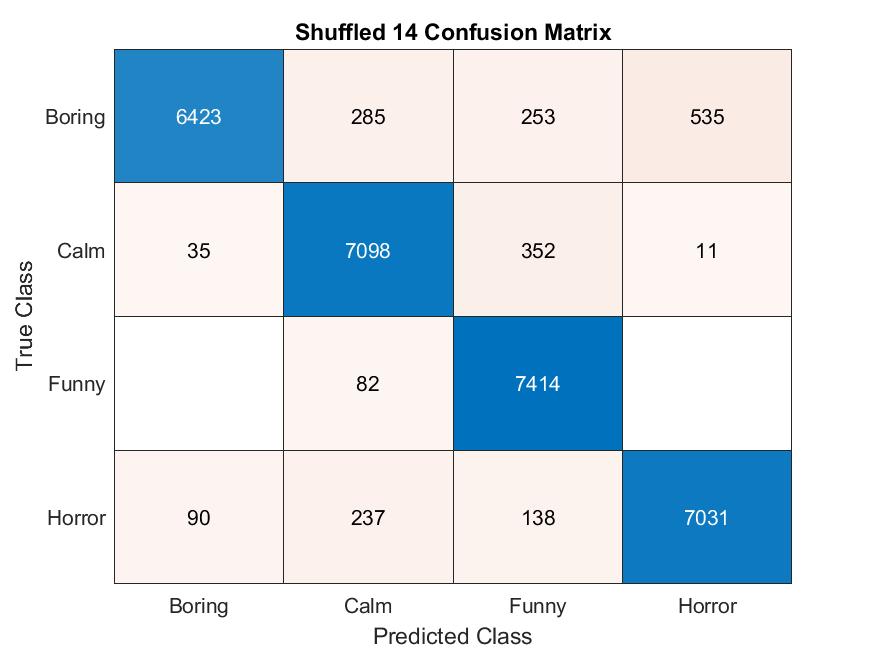 Shuffled 14 Confusion Matrix
Boring 6423 285 253 535
Calm 35 7098 352 11
Funny 82 7414
Horror 90 237 138 7031
Boring Calm Funny Horror
Predicted Class
True Class